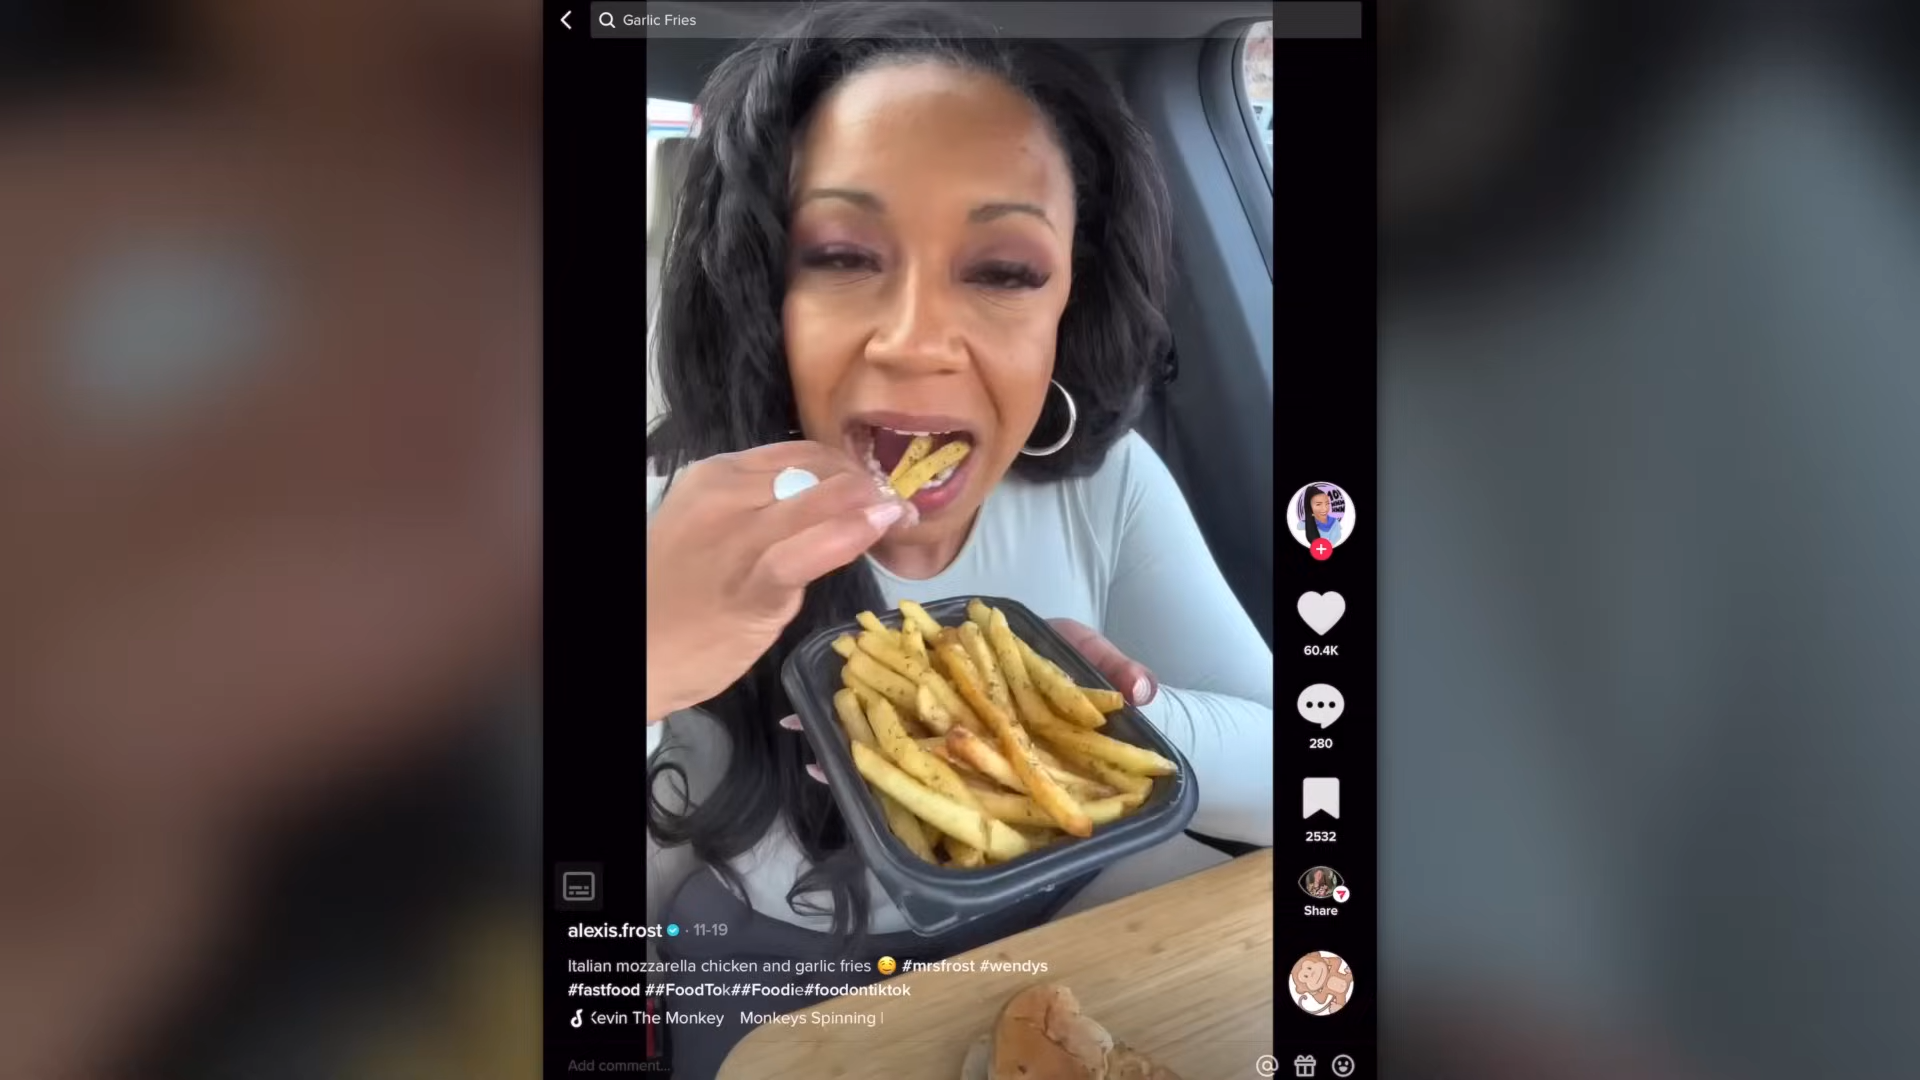 Garlic Fries
60.4K
280
2532
Share
alexis.frost · 11-19
Italian mozzarella chicken and garlic fries #mrsfrost #wendys
#fastfood ##FoodTok##Foodie#foodontiktok
Kevin The Monkey Monkeys Spinning
Add comment...